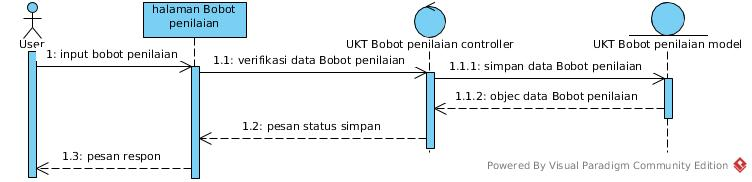 halaman Bobot
penilaian
User
UKT Bobot penilaian controller
UKT Bobot penilaian model
1: input bobot penilaian
1.1: verifikasi data Bobot penilaian
1.1.1: simpan data Bobot penilaian
1.1.2: objec data Bobot penilaian
1.2: pesan status simpan
1.3: pesan respon
Powered By Visual Paradigm Community Edition